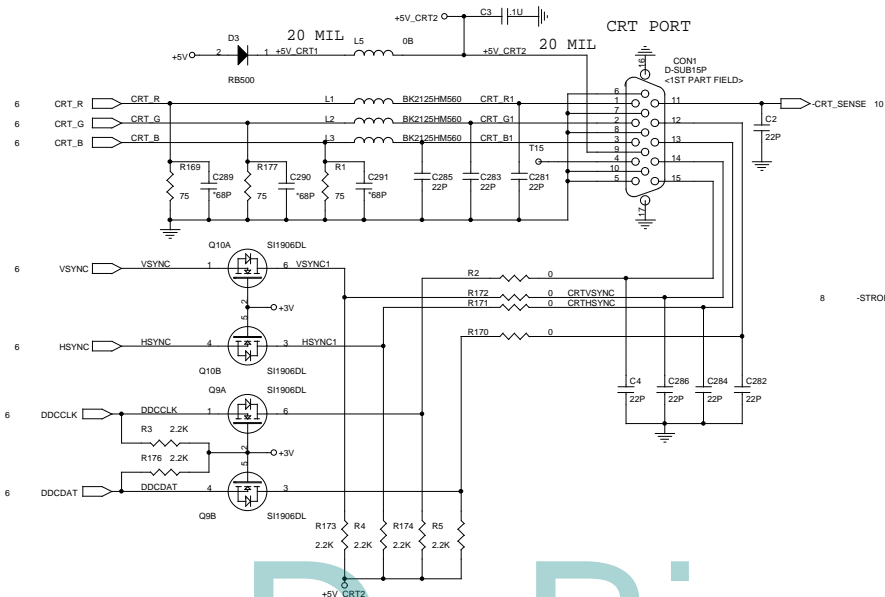 +5V_CRT2 C3 .1U
CRT PORT
+5V 2 D3 1 20 MIL +5V_CRT1 L5 0B +5V_CRT2 20 MIL
RB500
16
CON1
D-SUB15P
<1ST PART FIELD>
6 CRT_R CRT_R L1 BK2125HM560 CRT_R1
6 CRT_G CRT_G L2 BK2125HM560 CRT_G1
6 CRT_B CRT_B L3 BK2125HM560 CRT_B1
6
1
7
2
8
3
9
4
10
5
11
12
13
14
15
17
T15
-CRT_SENSE 10
C2
22P
R169
75
C289
*68P
R177
75
C290
*68P
R1
75
C291
*68P
C285
22P
C283
22P
C281
22P
Q10A SI1906DL
6 VSYNC VSYNC 1 6 VSYNC1
2
+3V
5
6 HSYNC HSYNC 4 3 HSYNC1
Q10B SI1906DL
Q9A SI1906DL
6 DDCCLK DDCCLK 1 6
R3 2.2K
R176 2.2K
2
+3V
5
6 DDCDAT DDCDAT 4 3
Q9B SI1906DL
R2 0
R172 0 CRTVSYNC
R171 0 CRTHSYNC
R170 0
8 -STROI
C4
22P
C286
22P
C284
22P
C282
22P
R173 R4 R174 R5
2.2K 2.2K 2.2K 2.2K
+5V_CRT2